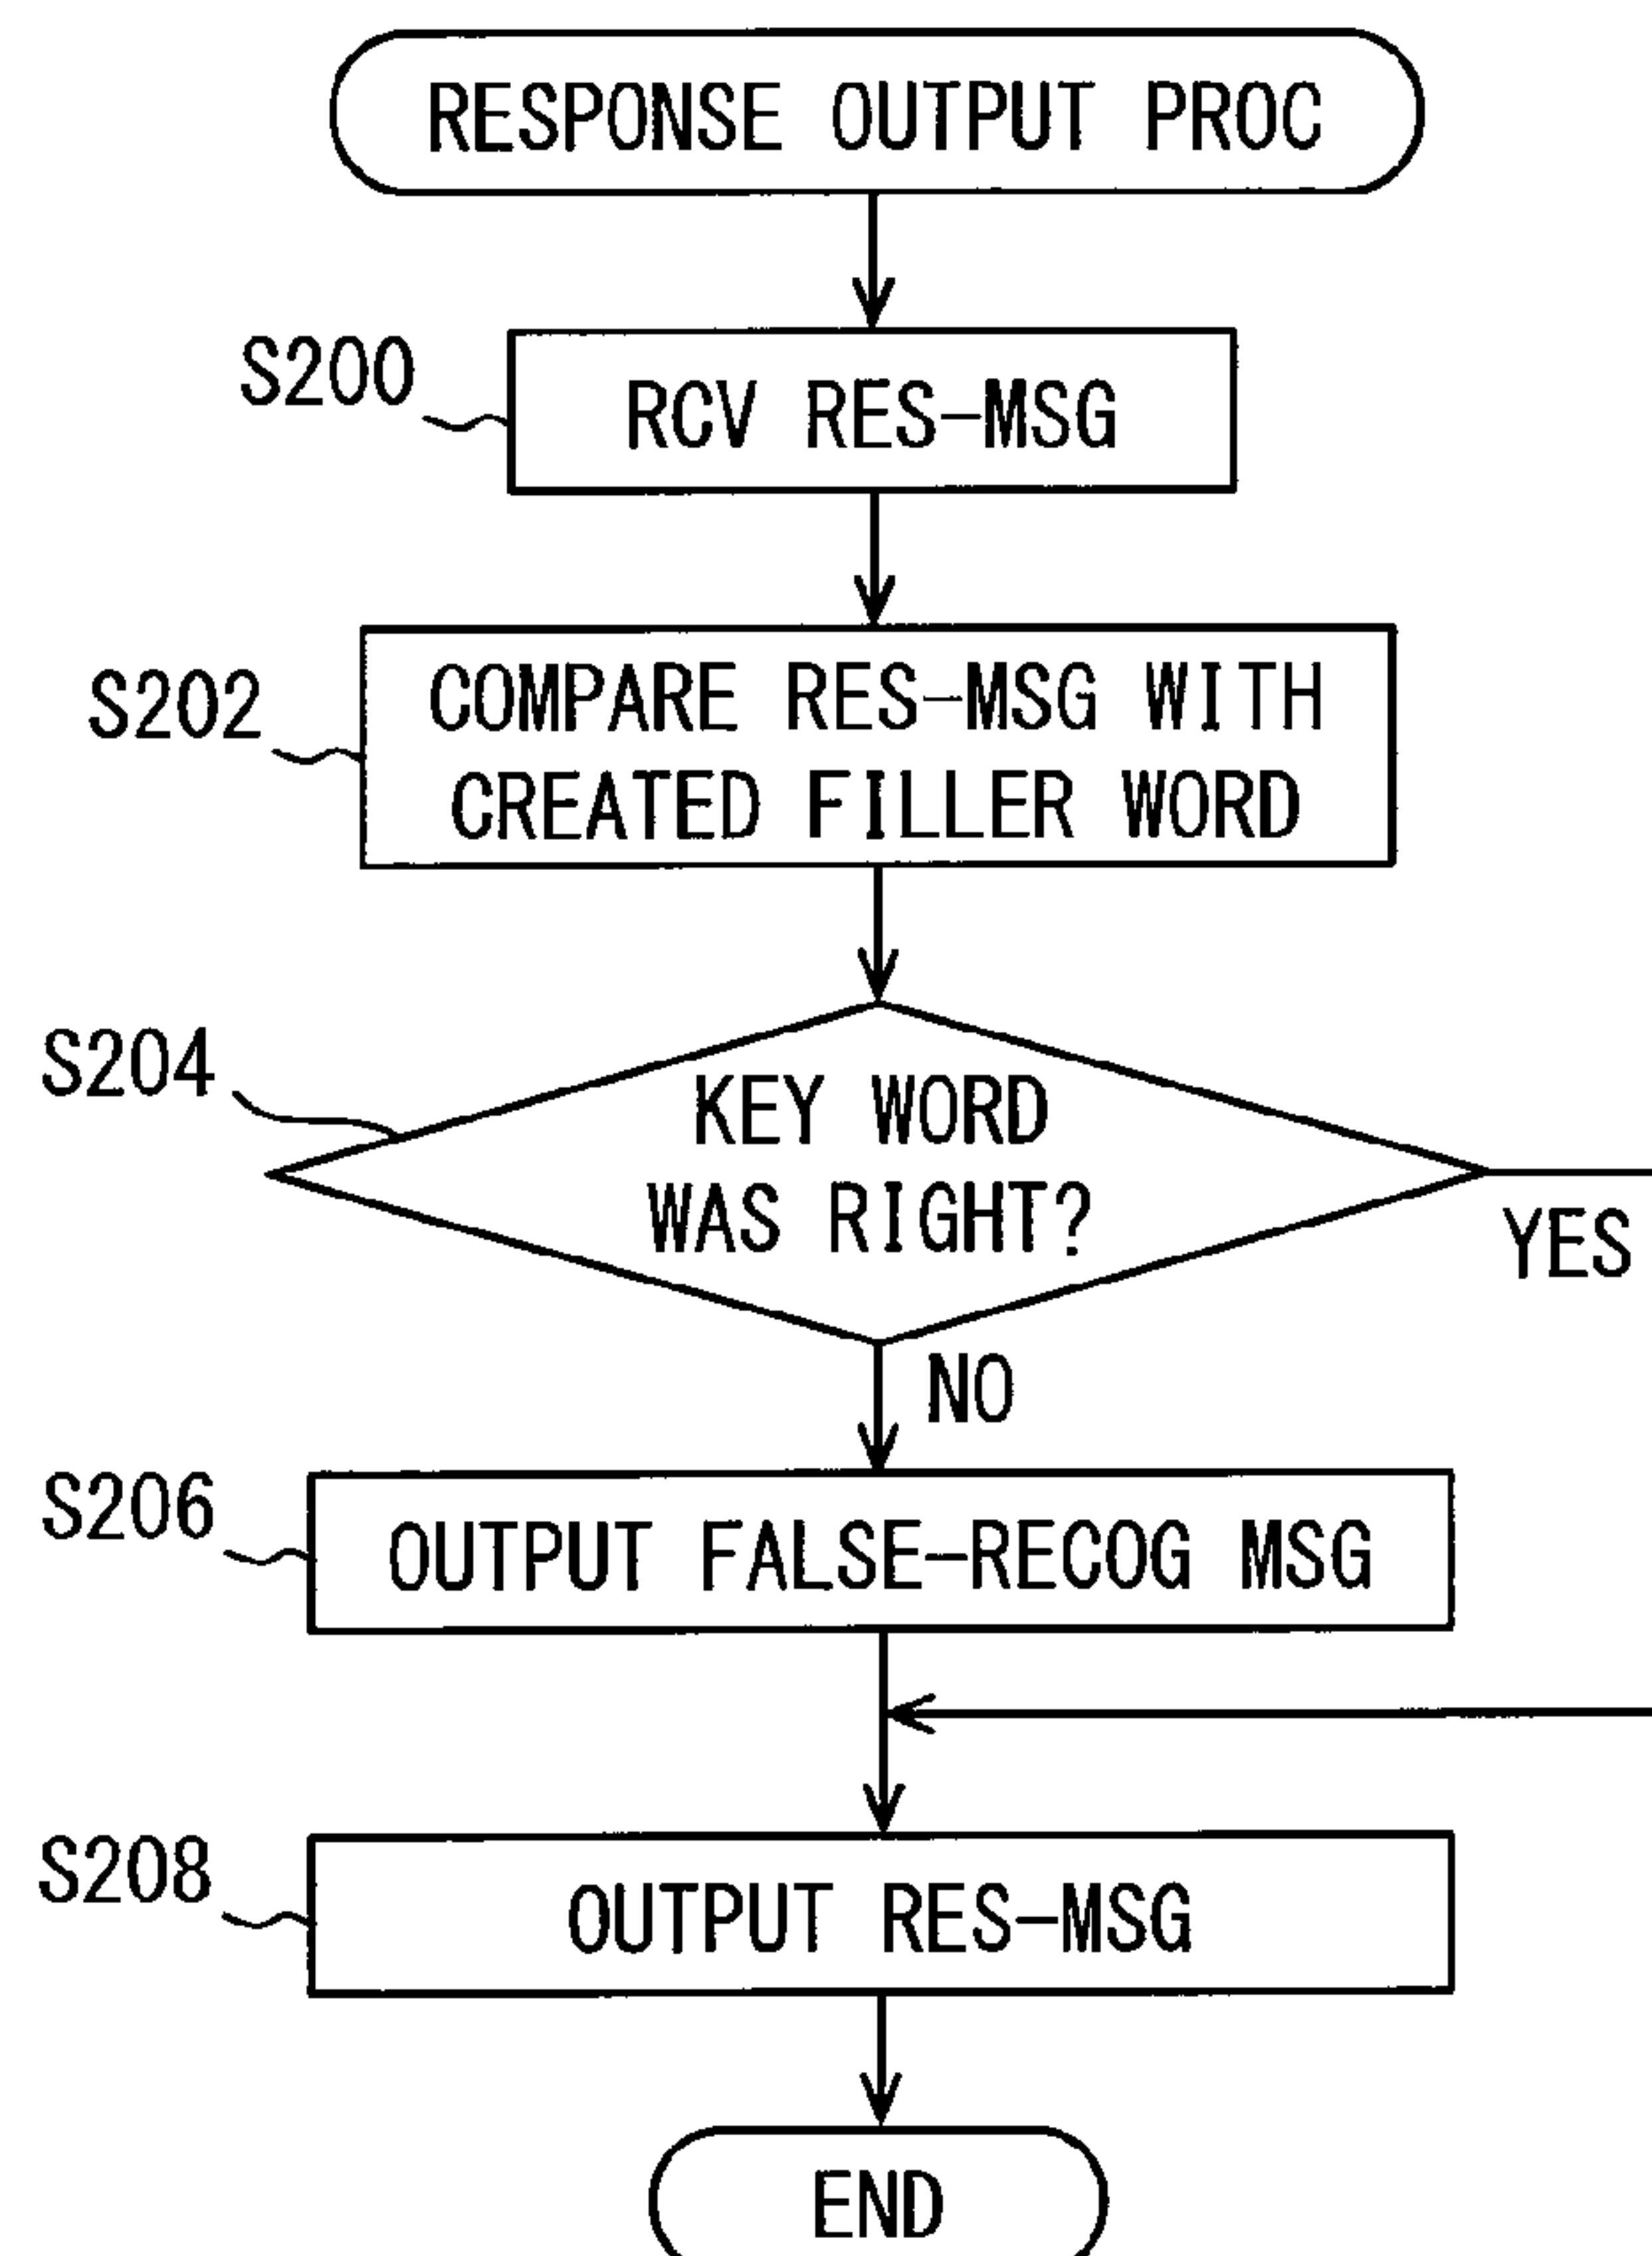 RESPONSE OUTPUT PROC
S200
RCV RES-MSG
S202
COMPARE RES-MSG WITH
CREATED FILLER WORD
S204
KEY WORD
WAS RIGHT?
YES
NO
S206
OUTPUT FALSE-RECOG MSG
S208
OUTPUT RES-MSG
END